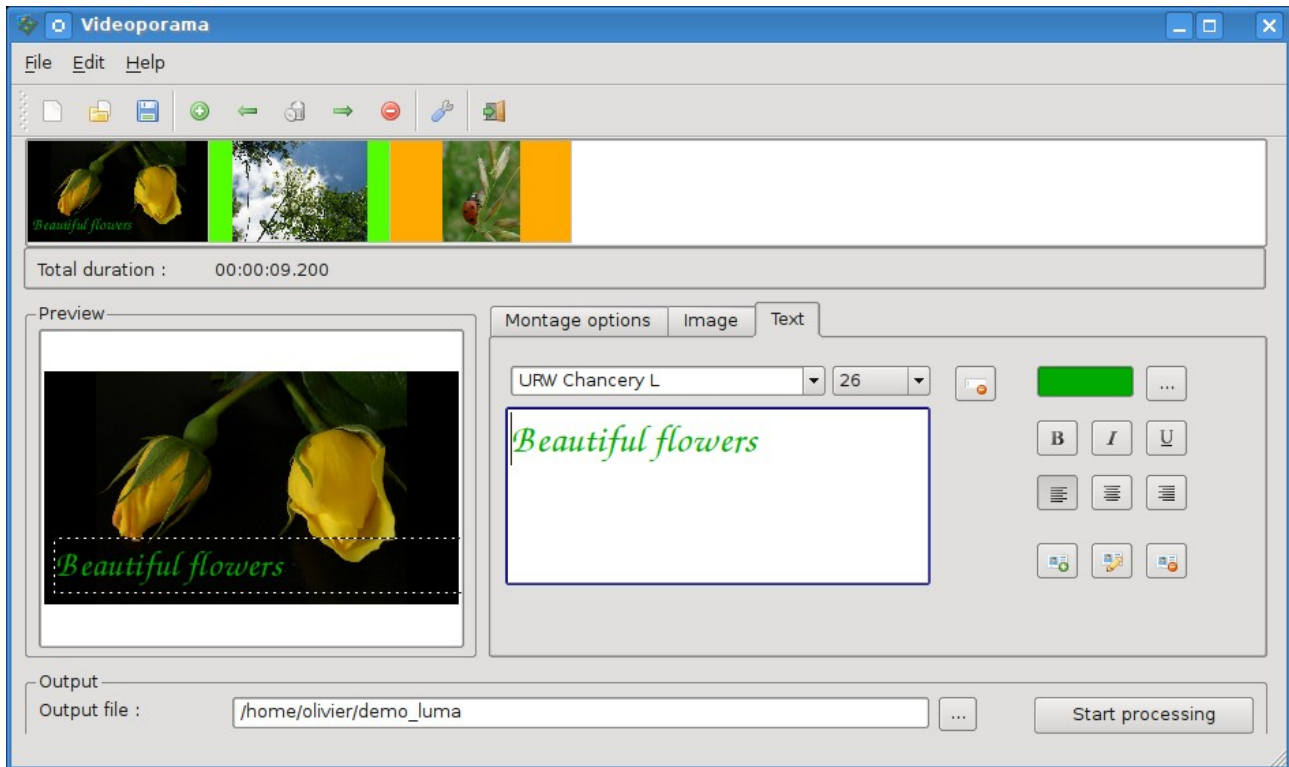 Videoporama
File Edit Help
Beautiful flowers
Total duration : 00:00:09.200
Preview
Montage options Image Text
URW Chancery L 26
...
Beautiful flowers
B I U
Beautiful flowers
Output
Output file : /home/olivier/demo_luma ... Start processing